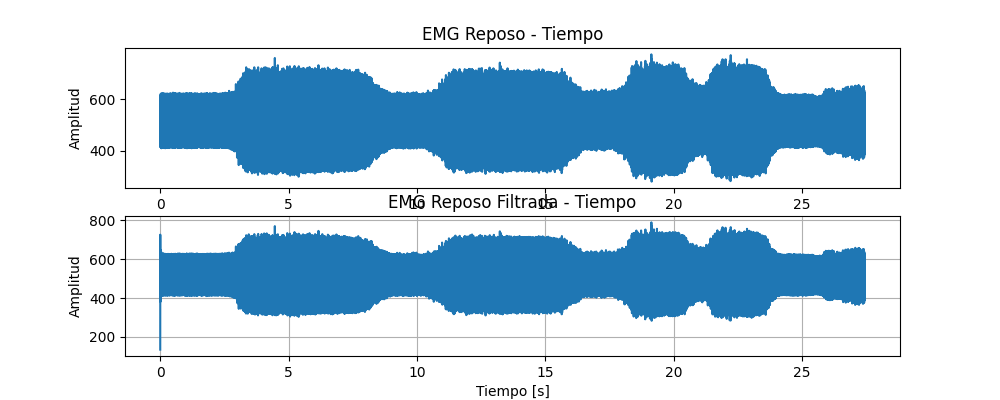 EMG Reposo - Tiempo
Amplitud
600
400
0 5 10 15 20 25
EMG Reposo Filtrada - Tiempo
Amplitud
800
600
400
200
0 5 10 15 20 25
Tiempo [s]